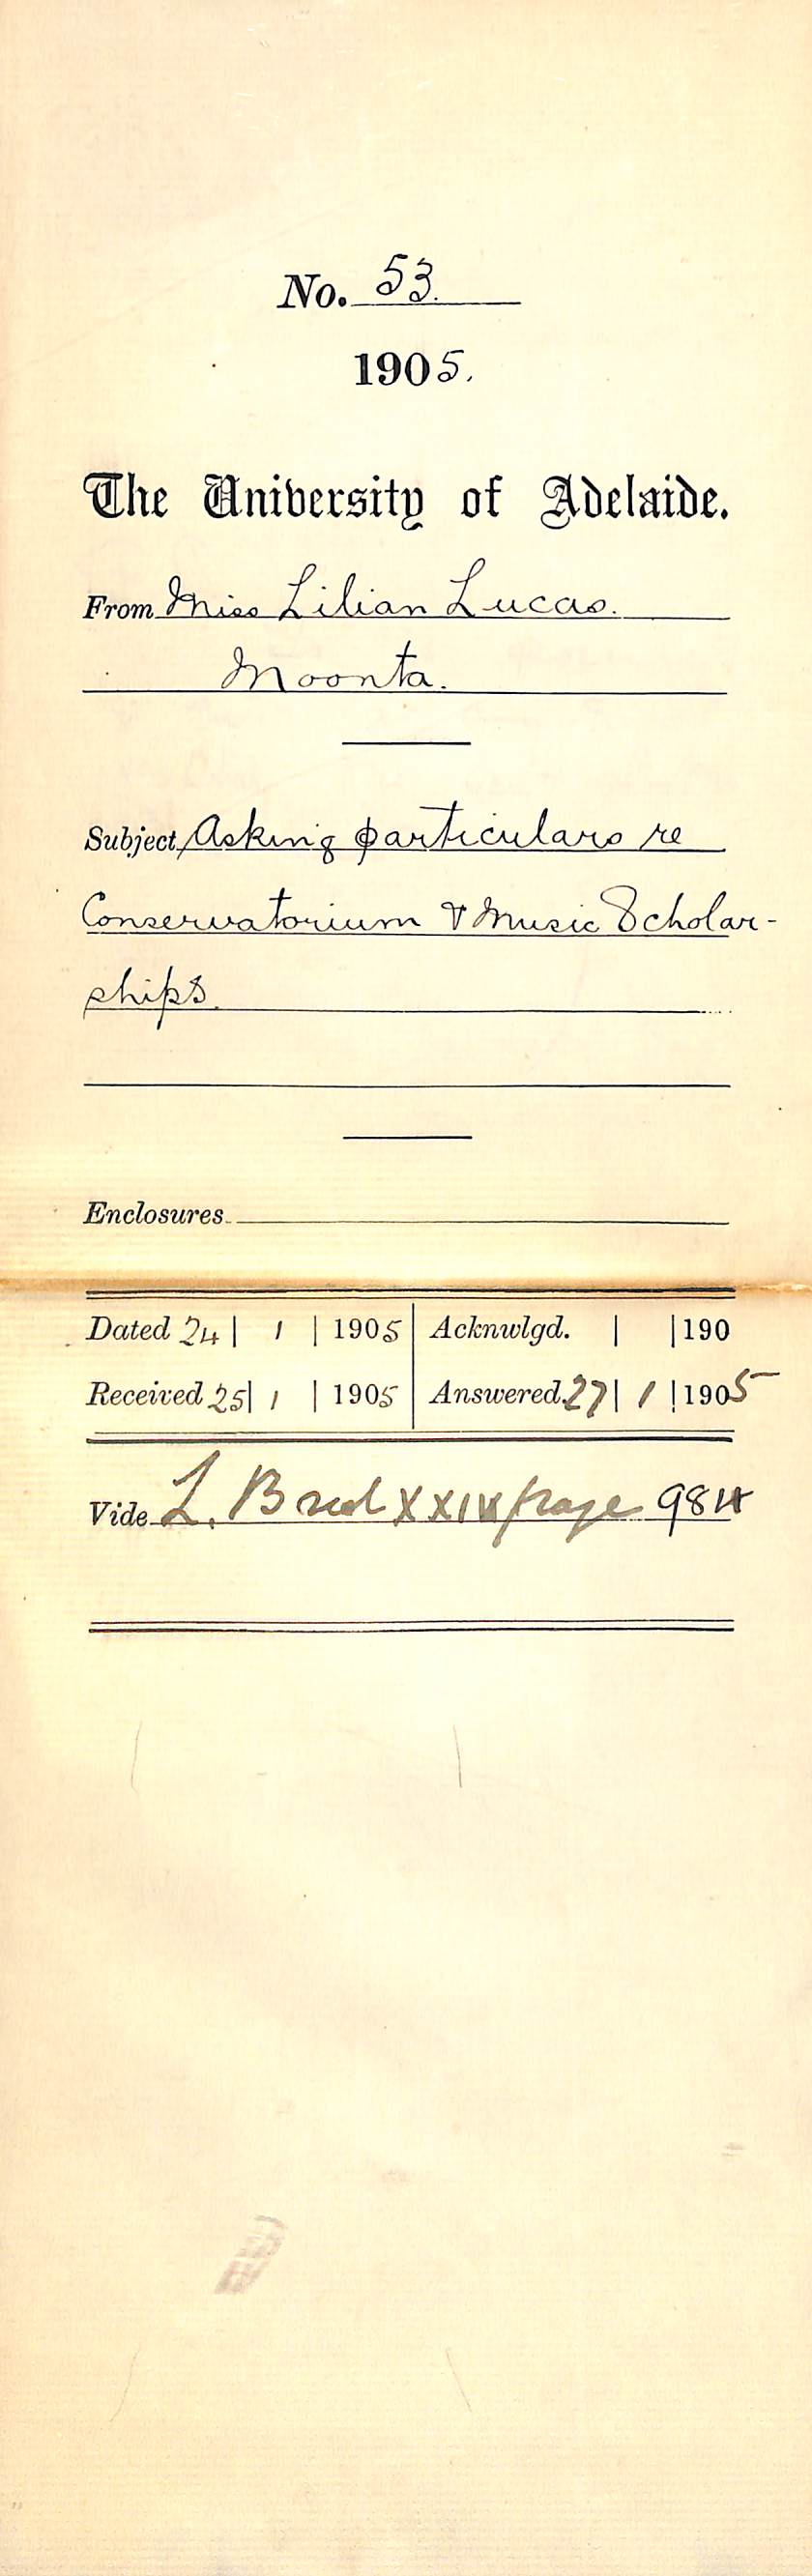 No. 53.
1905.
The University of Adelaide.
From Miss Lilian Lucas.
Moonta.
Subject Asking particulars re
Conservatorium & Music Scholar-
ships.
Enclosures
Dated 24 | 1 | 1905 Acknwlgd. | | 190
Received 25 | 1 | 1905 Answered 27 | 1 | 1905
Vide L. B red page 984